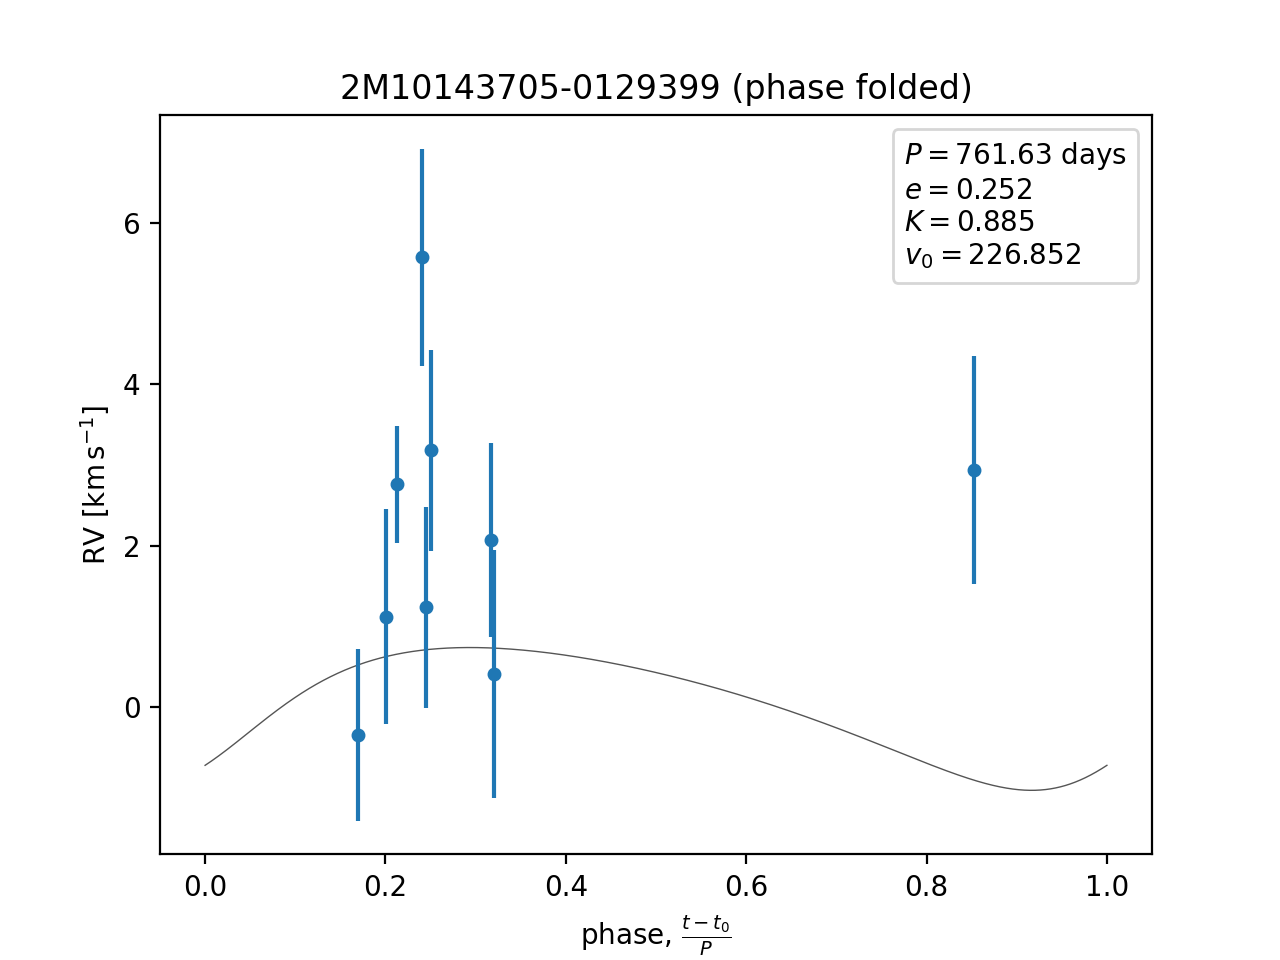 2M10143705-0129399 (phase folded)
P = 761.63 days
e = 0.252
K = 0.885
v₀ = 226.852
6
4
2
0
RV [km s⁻¹]
0.0 0.2 0.4 0.6 0.8 1.0
phase, (t − t₀)/P